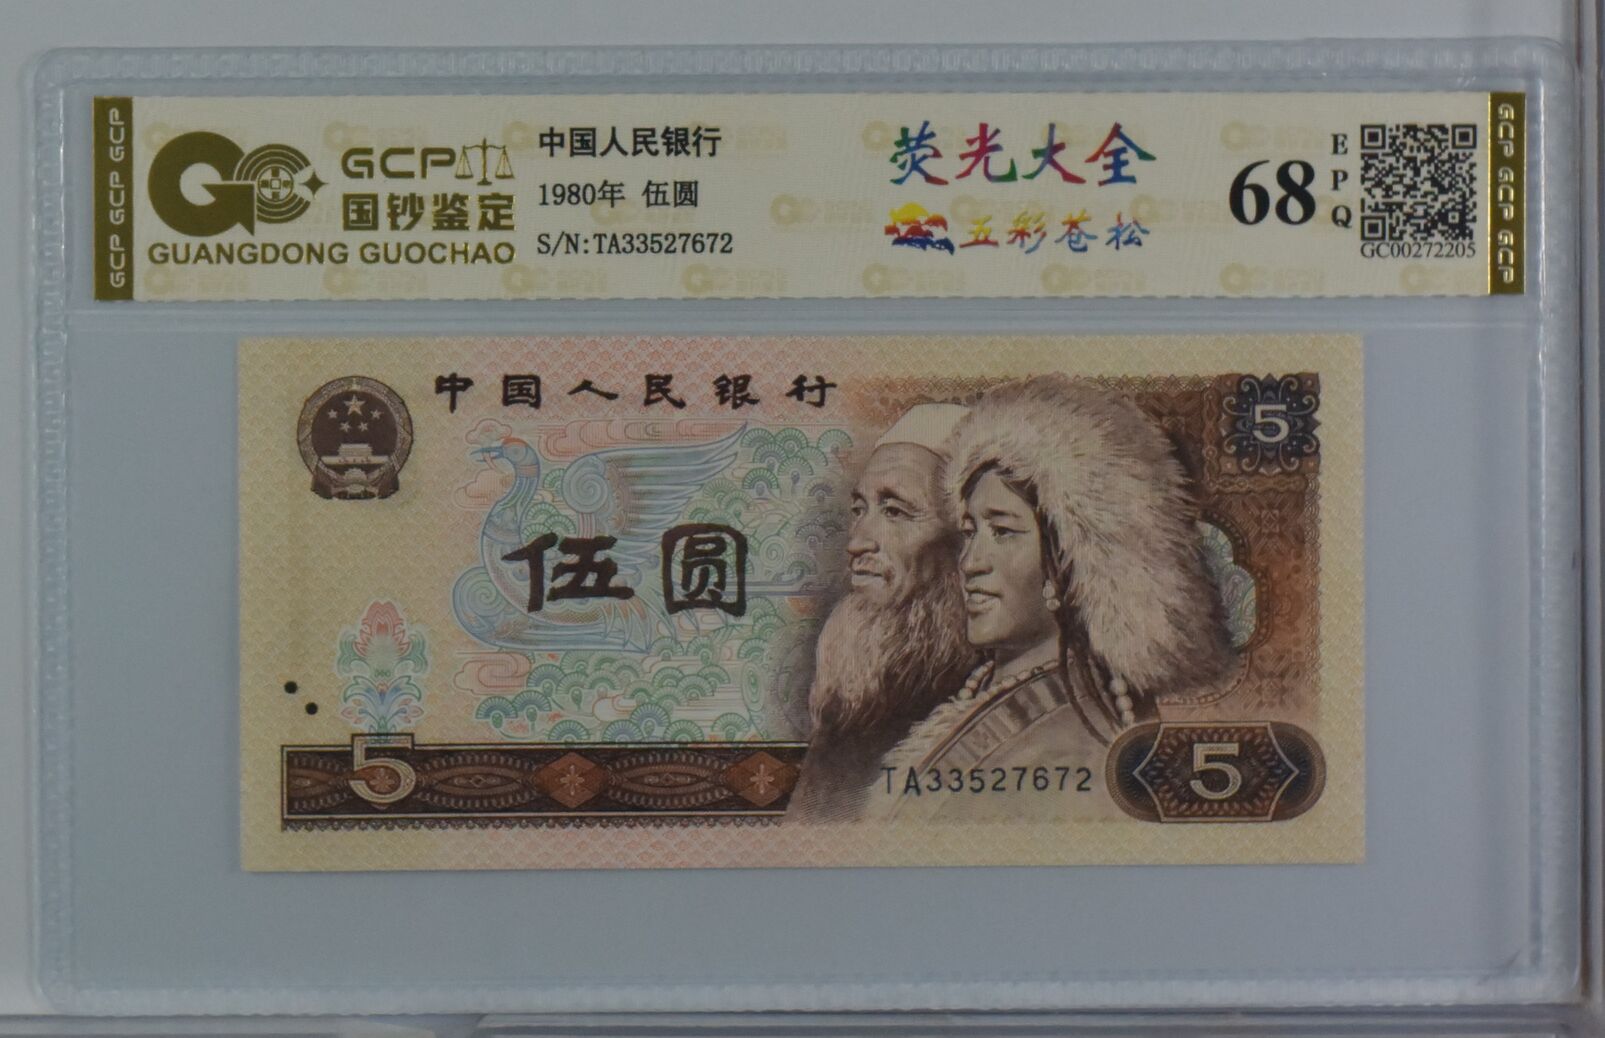 GCP GCP GCP
GCP
国钞鉴定
GUANGDONG GUOCHAO
中国人民银行
1980年 伍圆
S/N:TA33527672
荧光大全
五彩苍松
68
EPQ
GC00272205
GCP GCP GCP
中国人民银行
5
伍圆
5
TA33527672
5